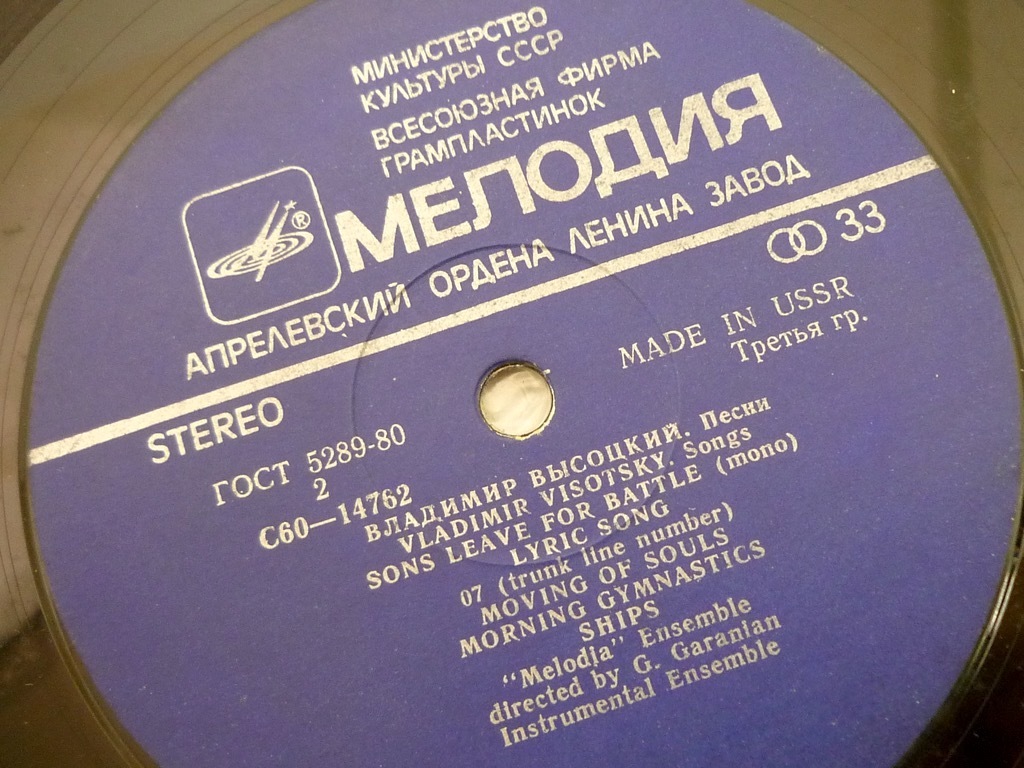 МИНИСТЕРСТВО
КУЛЬТУРЫ СССР
ВСЕСОЮЗНАЯ ФИРМА
ГРАМПЛАСТИНОК
®
МЕЛОДИЯ
АПРЕЛЕВСКИЙ ОРДЕНА ЛЕНИНА ЗАВОД
STEREO
33
MADE IN USSR
Третья гр.
ГОСТ 5289-80
2
С60—14762
ВЛАДИМИР ВЫСОЦКИЙ. Песни
VLADIMIR VISOTSKY. Songs
SONS LEAVE FOR BATTLE (mono)
LYRIC SONG
07 (trunk line number)
MOVING OF SOULS
MORNING GYMNASTICS
SHIPS
"Melodia" Ensemble
directed by G. Garanian
Instrumental Ensemble